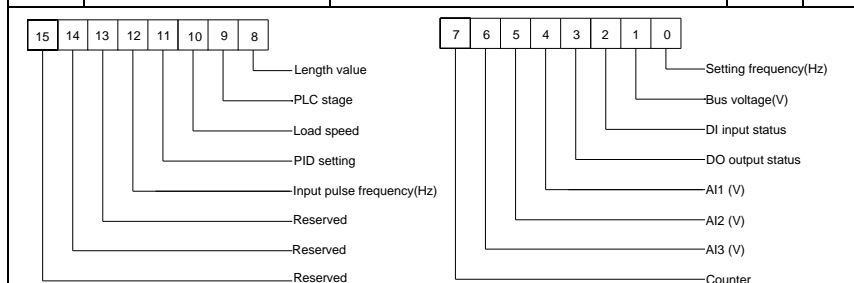 15 14 13 12 11 10 9 8
Length value
PLC stage
Load speed
PID setting
Input pulse frequency(Hz)
Reserved
Reserved
Reserved
7 6 5 4 3 2 1 0
Setting frequency(Hz)
Bus voltage(V)
DI input status
DO output status
AI1 (V)
AI2 (V)
AI3 (V)
Counter